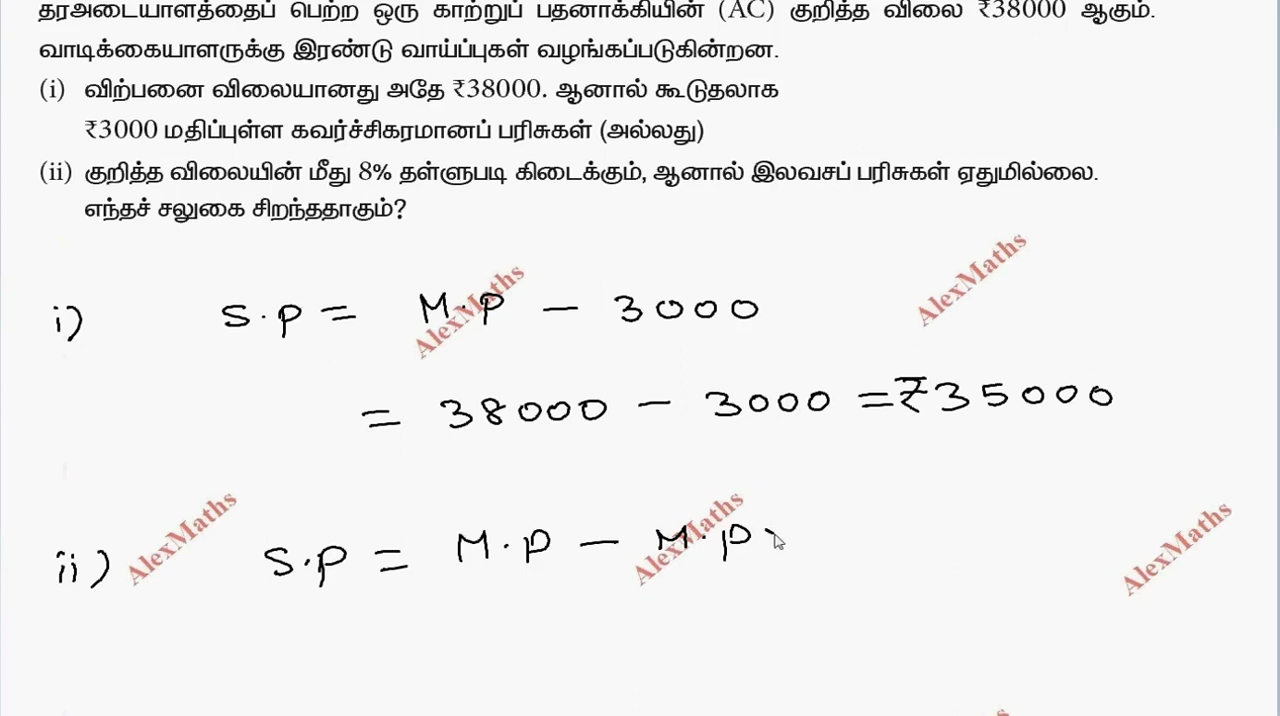 தரஅடையாளத்தைப் பெற்ற ஒரு காற்றுப் பதனாக்கியின் (AC) குறித்த விலை ₹38000 ஆகும்.
வாடிக்கையாளருக்கு இரண்டு வாய்ப்புகள் வழங்கப்படுகின்றன.
(i) விற்பனை விலையானது அதே ₹38000. ஆனால் கூடுதலாக
₹3000 மதிப்புள்ள கவர்ச்சிகரமானப் பரிசுகள் (அல்லது)
(ii) குறித்த விலையின் மீது 8% தள்ளுபடி கிடைக்கும், ஆனால் இலவசப் பரிசுகள் ஏதுமில்லை.
எந்தச் சலுகை சிறந்ததாகும்?
AlexMaths
AlexMaths
i) S.P = M.P - 3000
= 38000 - 3000 = ₹35000
AlexMaths
AlexMaths
AlexMaths
ii) S.P = M.P - M.P